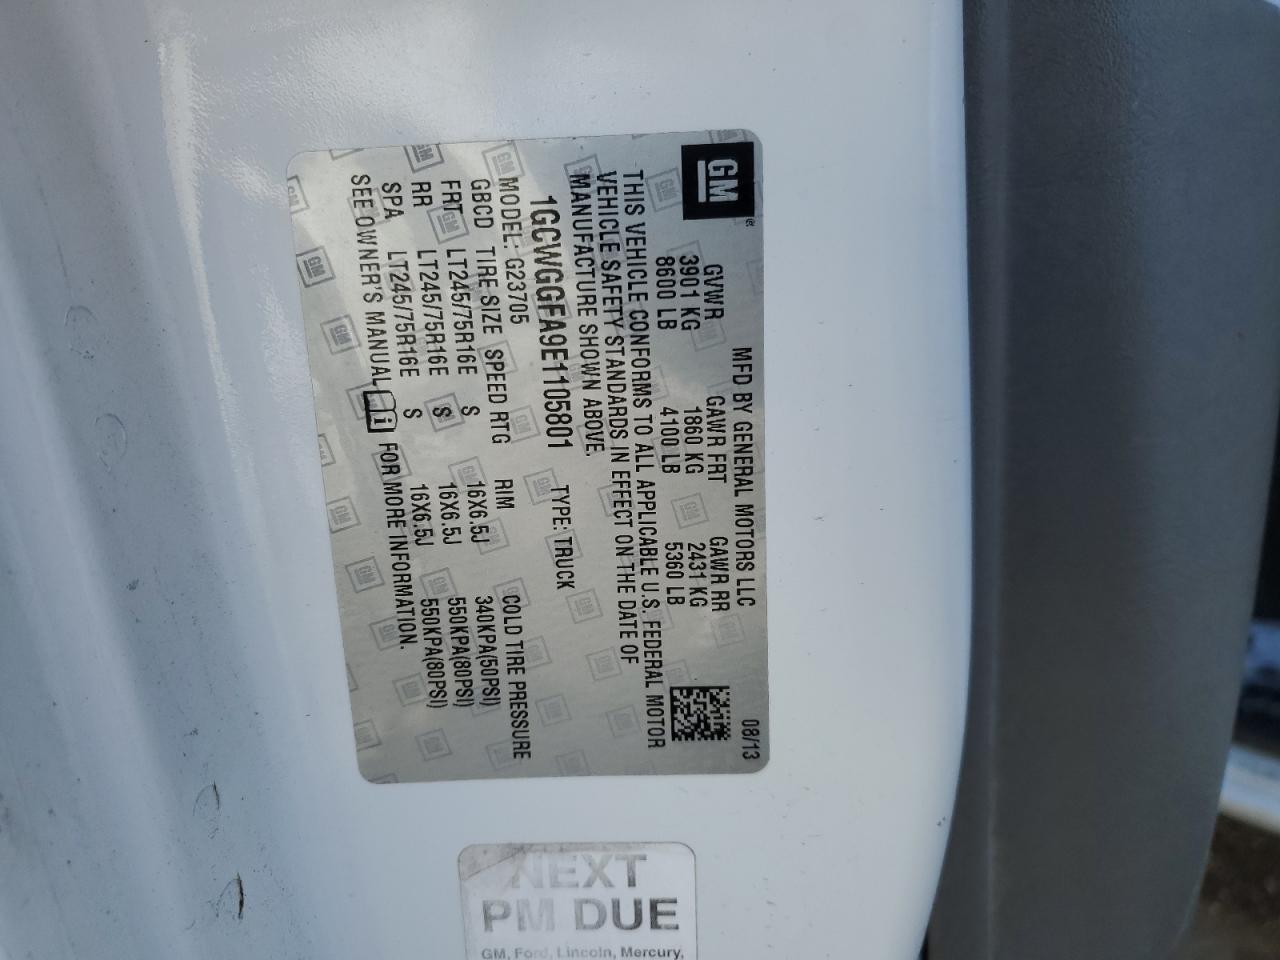 GM
®
MFD BY GENERAL MOTORS LLC 08/13
GVWR GAWR FRT GAWR RR
3901 KG 1860 KG 2431 KG
8600 LB 4100 LB 5360 LB
THIS VEHICLE CONFORMS TO ALL APPLICABLE U.S. FEDERAL MOTOR
VEHICLE SAFETY STANDARDS IN EFFECT ON THE DATE OF
MANUFACTURE SHOWN ABOVE.
1GCWGGFA9E1105801 TYPE: TRUCK
MODEL: G23705
GBCD TIRE SIZE SPEED RTG RIM COLD TIRE PRESSURE
FRT LT245/75R16E S 16X6.5J 340KPA(50PSI)
RR LT245/75R16E S 16X6.5J 550KPA(80PSI)
SPA LT245/75R16E S 16X6.5J 550KPA(80PSI)
SEE OWNER'S MANUAL i FOR MORE INFORMATION.
NEXT
PM DUE
GM, Ford, Lincoln, Mercury,